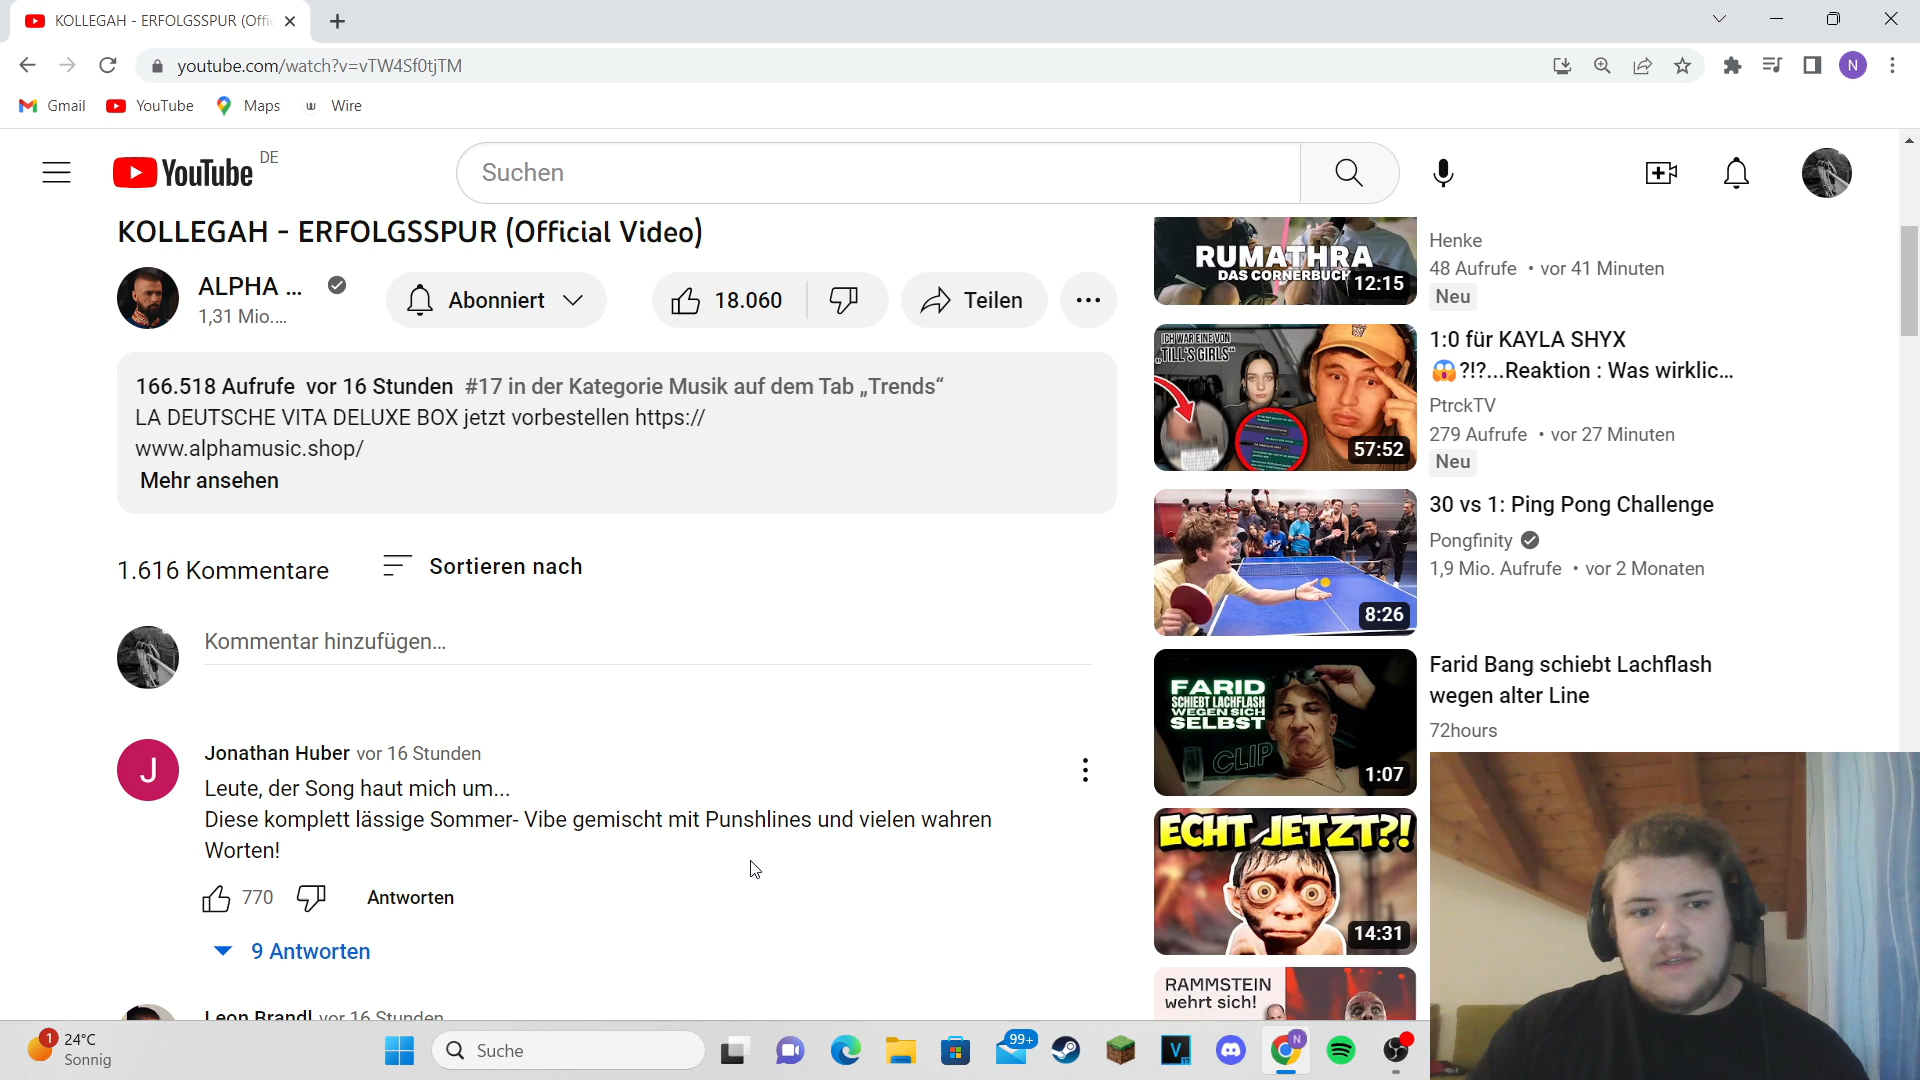 KOLLEGAH - ERFOLGSSPUR (Offic
youtube.com/watch?v=vTW4Sf0tjTM
N
Gmail
YouTube
Maps
w Wire
YouTube DE
Suchen
KOLLEGAH - ERFOLGSSPUR (Official Video)
ALPHA ...
1,31 Mio....
Abonniert
18.060
Teilen
166.518 Aufrufe vor 16 Stunden #17 in der Kategorie Musik auf dem Tab „Trends“
LA DEUTSCHE VITA DELUXE BOX jetzt vorbestellen https://
www.alphamusic.shop/
Mehr ansehen
1.616 Kommentare
Sortieren nach
Kommentar hinzufügen...
J
Jonathan Huber vor 16 Stunden
Leute, der Song haut mich um...
Diese komplett lässige Sommer- Vibe gemischt mit Punshlines und vielen wahren
Worten!
770
Antworten
9 Antworten
Leon Brandl vor 16 Stunden
RUMATHRA
DAS CORNERBUCH
12:15
Henke
48 Aufrufe • vor 41 Minuten
Neu
ICH WAR EINE VON
„TILL'S GIRLS“
57:52
1:0 für KAYLA SHYX
😱?!?...Reaktion : Was wirklic...
PtrckTV
279 Aufrufe • vor 27 Minuten
Neu
8:26
30 vs 1: Ping Pong Challenge
Pongfinity
1,9 Mio. Aufrufe • vor 2 Monaten
FARID
SCHIEBT LACHFLASH
WEGEN SICH
SELBST
CLIP
1:07
Farid Bang schiebt Lachflash
wegen alter Line
72hours
ECHT JETZT?!
14:31
RAMMSTEIN
wehrt sich!
1
24°C
Sonnig
Suche
99+
V
N